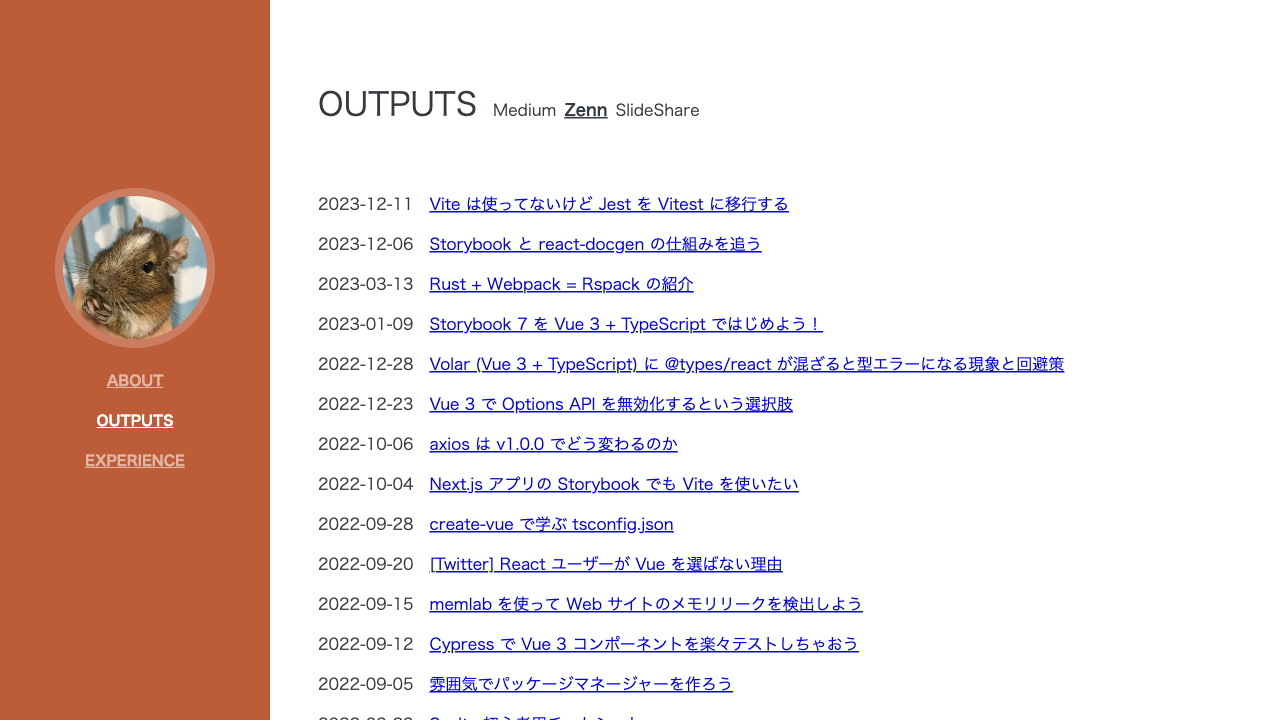 ABOUT
OUTPUTS
EXPERIENCE
OUTPUTS Medium Zenn SlideShare
2023-12-11 Vite は使ってないけど Jest を Vitest に移行する
2023-12-06 Storybook と react-docgen の仕組みを追う
2023-03-13 Rust + Webpack = Rspack の紹介
2023-01-09 Storybook 7 を Vue 3 + TypeScript ではじめよう！
2022-12-28 Volar (Vue 3 + TypeScript) に @types/react が混ざると型エラーになる現象と回避策
2022-12-23 Vue 3 で Options API を無効化するという選択肢
2022-10-06 axios は v1.0.0 でどう変わるのか
2022-10-04 Next.js アプリの Storybook でも Vite を使いたい
2022-09-28 create-vue で学ぶ tsconfig.json
2022-09-20 [Twitter] React ユーザーが Vue を選ばない理由
2022-09-15 memlab を使って Web サイトのメモリリークを検出しよう
2022-09-12 Cypress で Vue 3 コンポーネントを楽々テストしちゃおう
2022-09-05 雰囲気でパッケージマネージャーを作ろう